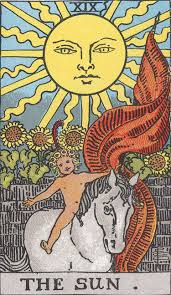 XIX
THE SUN .